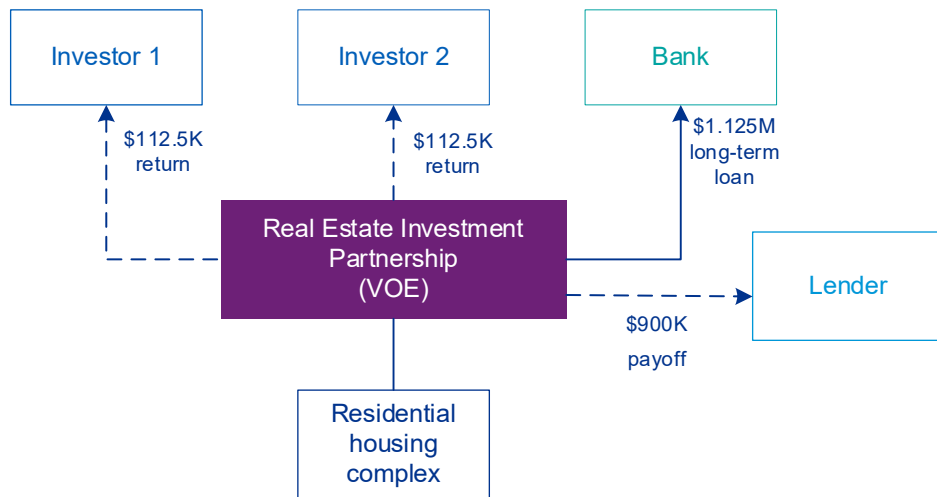 Investor 1
Investor 2
Bank
$112.5K
return
$112.5K
return
$1.125M
long-term
loan
Real Estate Investment
Partnership
(VOE)
Lender
$900K
payoff
Residential
housing
complex